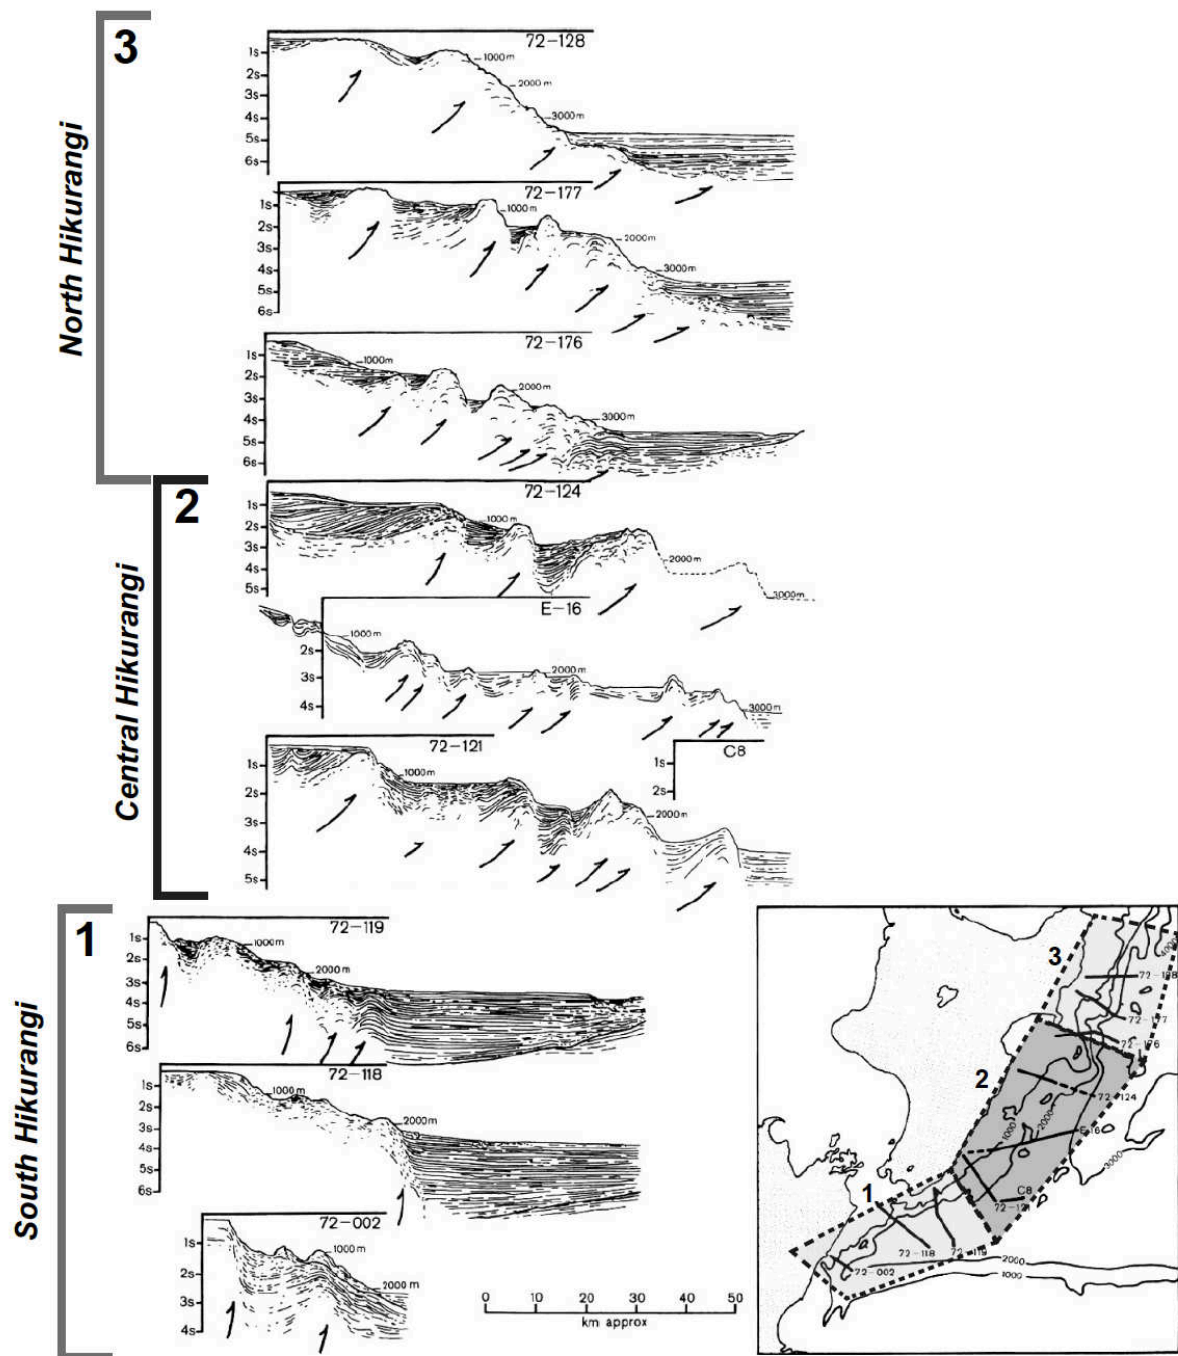 3
North Hikurangi
72-128
1s
2s
3s
4s
5s
6s
1000m
2000m
3000m
72-177
1s
2s
3s
4s
5s
6s
1000m
2000m
3000m
72-176
1s
2s
3s
4s
5s
6s
1000m
2000m
3000m
2
Central Hikurangi
72-124
1s
2s
3s
4s
5s
1000m
2000m
3000m
E-16
2s
3s
4s
1000m
2000m
3000m
72-121
1s
2s
3s
4s
5s
1000m
2000m
C8
1s
2s
1
South Hikurangi
72-119
1s
2s
3s
4s
5s
6s
1000m
2000m
72-118
1s
2s
3s
4s
5s
6s
1000m
2000m
72-002
1s
2s
3s
4s
1000m
2000m
0 10 20 30 40 50
km approx
3
4000
72-128
72-177
72-176
2
72-124
1000
2000
E-16
3000
C8
72-121
1
72-118
72-119
72-002
2000
1000